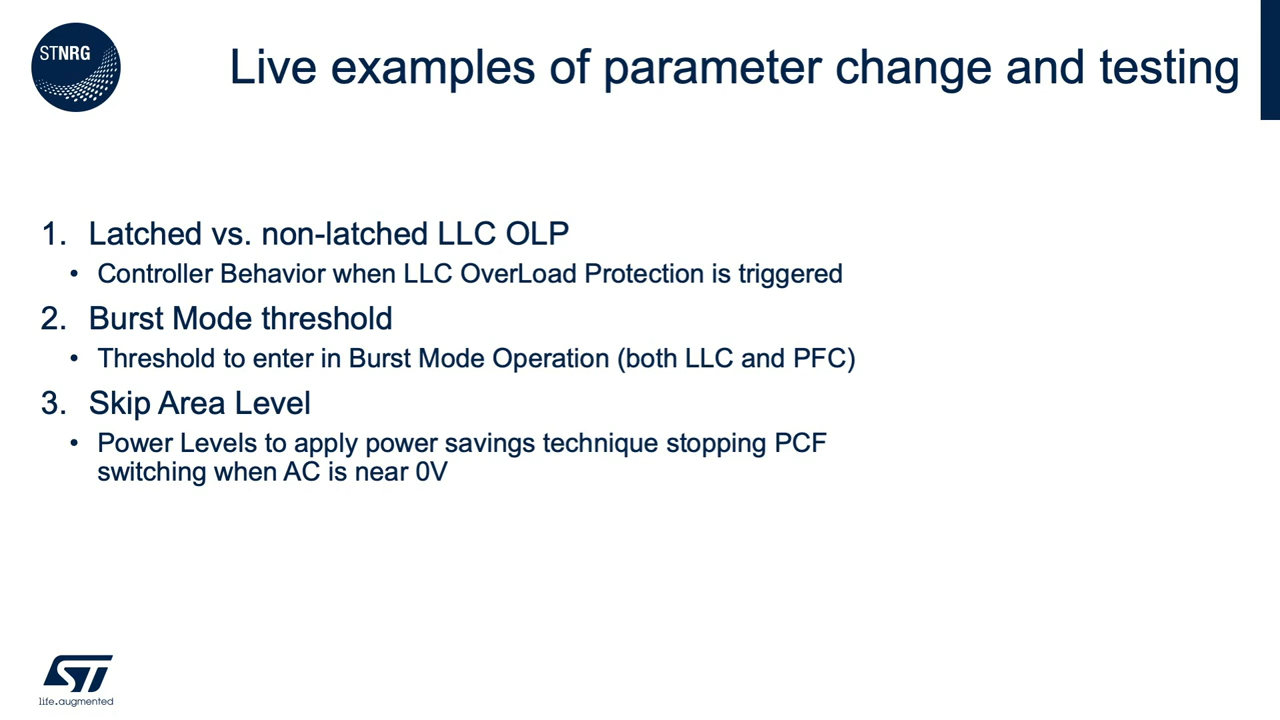 STNRG
Live examples of parameter change and testing
1. Latched vs. non-latched LLC OLP
• Controller Behavior when LLC OverLoad Protection is triggered
2. Burst Mode threshold
• Threshold to enter in Burst Mode Operation (both LLC and PFC)
3. Skip Area Level
• Power Levels to apply power savings technique stopping PCF
switching when AC is near 0V
ST
life.augmented